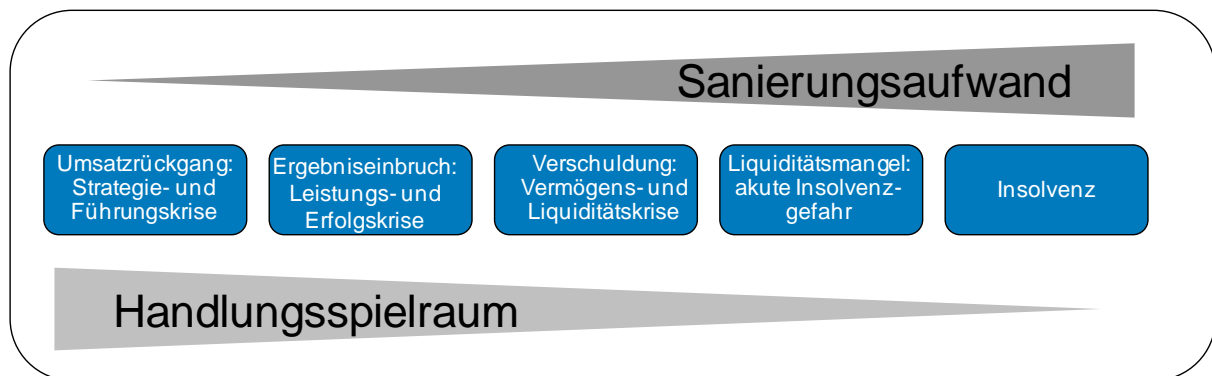 Sanierungsaufwand
Umsatzrückgang:
Strategie- und
Führungskrise
Ergebniseinbruch:
Leistungs- und
Erfolgskrise
Verschuldung:
Vermögens- und
Liquiditätskrise
Liquiditätsmangel:
akute Insolvenz-
gefahr
Insolvenz
Handlungsspielraum